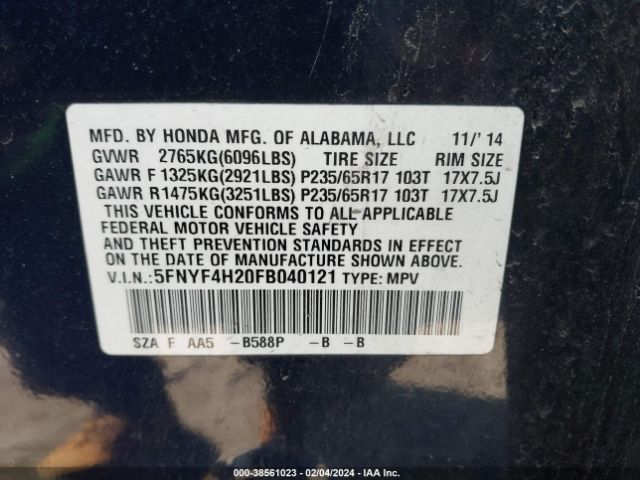 MFD. BY HONDA MFG. OF ALABAMA, LLC 11/' 14
GVWR 2765KG(6096LBS) TIRE SIZE RIM SIZE
GAWR F 1325KG(2921LBS) P235/65R17 103T 17X7.5J
GAWR R1475KG(3251LBS) P235/65R17 103T 17X7.5J
THIS VEHICLE CONFORMS TO ALL APPLICABLE
FEDERAL MOTOR VEHICLE SAFETY
AND THEFT PREVENTION STANDARDS IN EFFECT
ON THE DATE OF MANUFACTURE SHOWN ABOVE.
V.I.N.:5FNYF4H20FB040121 TYPE: MPV
SZA F AA5 -B588P -B -B
000-38561023 - 02/04/2024 - IAA Inc.